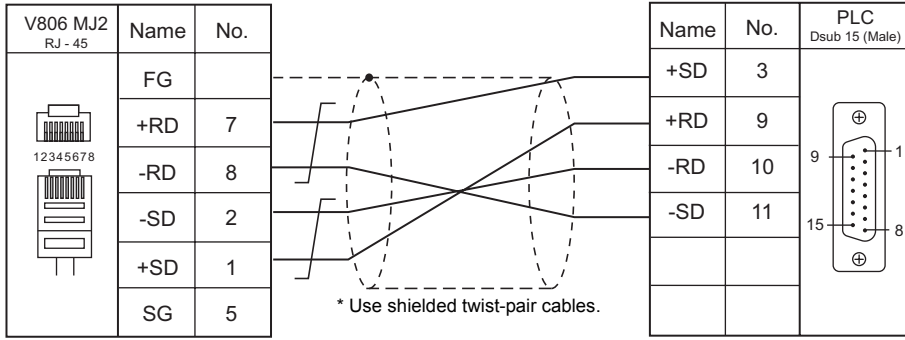 V806 MJ2
RJ - 45
Name No.
FG
+RD 7
-RD 8
-SD 2
+SD 1
SG 5
12345678
* Use shielded twist-pair cables.
Name No.
PLC
Dsub 15 (Male)
+SD 3
+RD 9
-RD 10
-SD 11
9 1
15 8